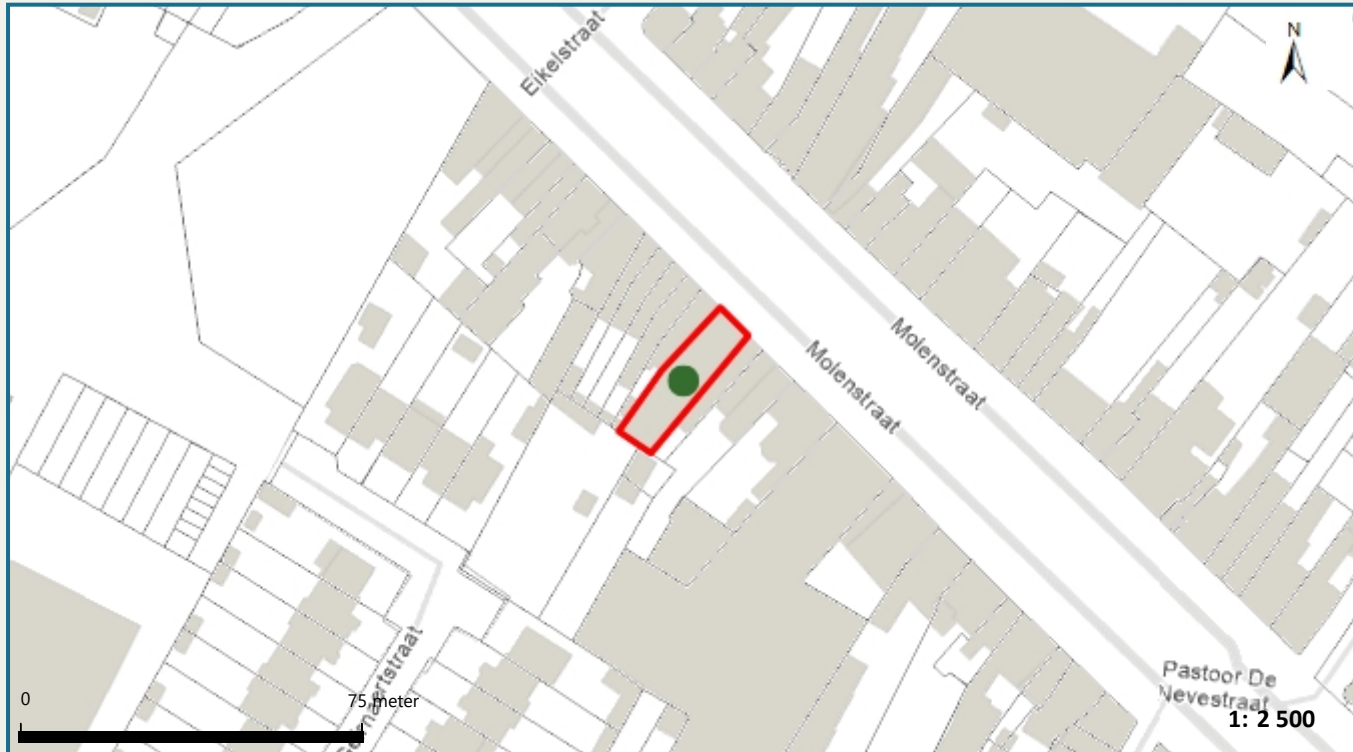 N
Eikelstraat
Molenstraat
Molenstraat
Pastoor De
Nevestraat
0
75 meter
1: 2 500